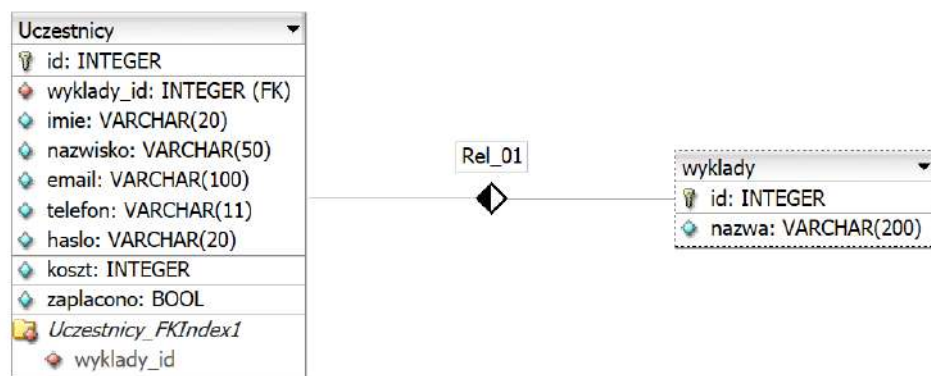 Uczestnicy
id: INTEGER
wyklady_id: INTEGER (FK)
imie: VARCHAR(20)
nazwisko: VARCHAR(50)
email: VARCHAR(100)
telefon: VARCHAR(11)
haslo: VARCHAR(20)
koszt: INTEGER
zaplacono: BOOL
Uczestnicy_FKIndex1
wyklady_id
Rel_01
wyklady
id: INTEGER
nazwa: VARCHAR(200)